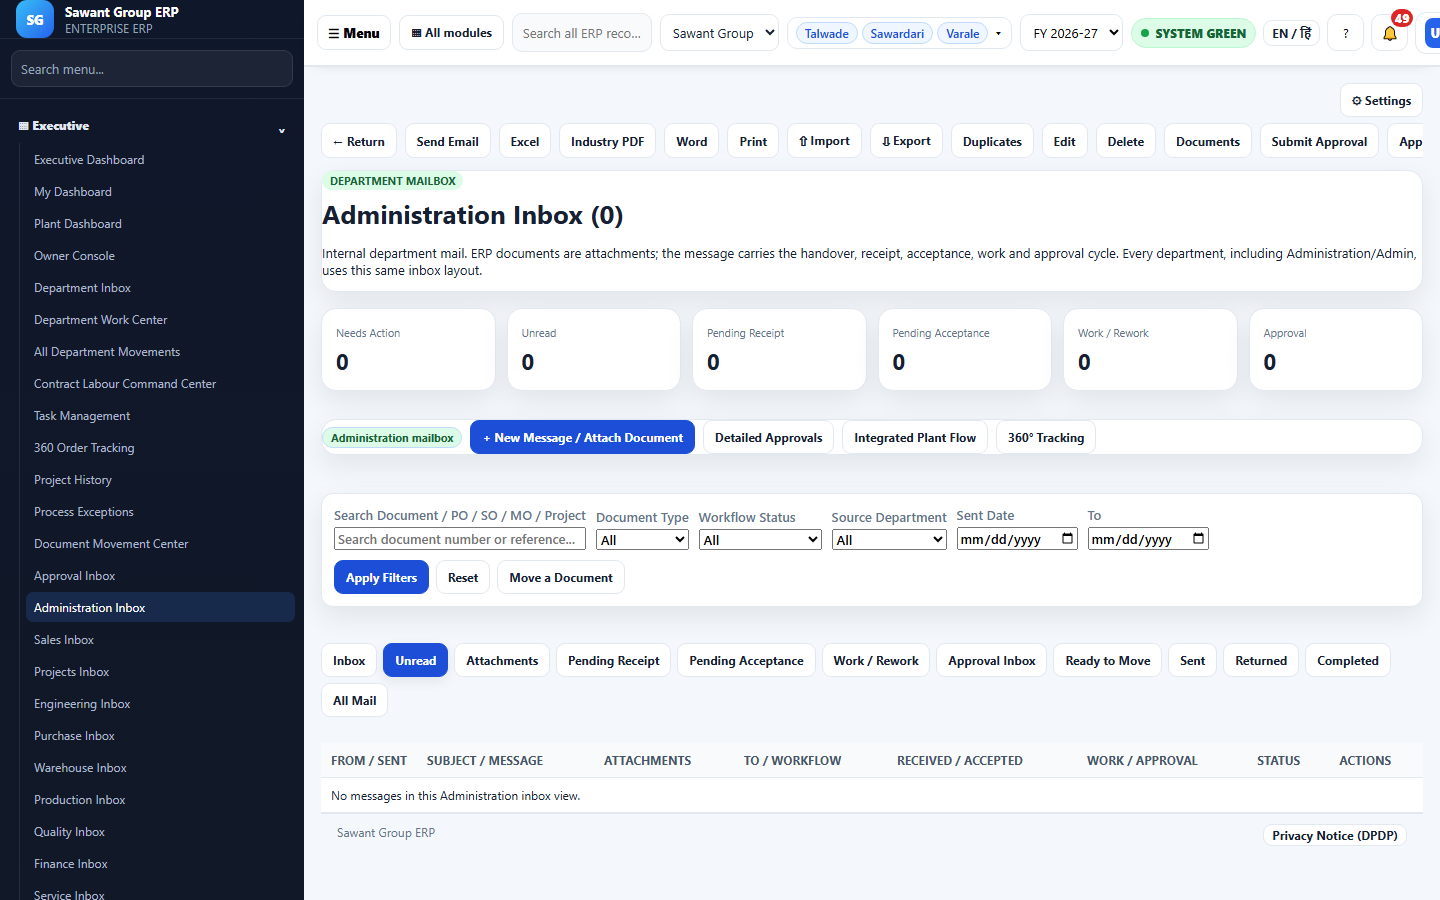 SG
Sawant Group ERP
ENTERPRISE ERP
Search menu...
Executive
Executive Dashboard
My Dashboard
Plant Dashboard
Owner Console
Department Inbox
Department Work Center
All Department Movements
Contract Labour Command Center
Task Management
360 Order Tracking
Project History
Process Exceptions
Document Movement Center
Approval Inbox
Administration Inbox
Sales Inbox
Projects Inbox
Engineering Inbox
Purchase Inbox
Warehouse Inbox
Production Inbox
Quality Inbox
Finance Inbox
Service Inbox
☰ Menu
All modules
Search all ERP reco...
Sawant Group
Talwade
Sawardari
Varale
FY 2026-27
SYSTEM GREEN
EN / हिं
?
49
U
⚙ Settings
← Return
Send Email
Excel
Industry PDF
Word
Print
⇧ Import
⇩ Export
Duplicates
Edit
Delete
Documents
Submit Approval
App
DEPARTMENT MAILBOX
Administration Inbox (0)
Internal department mail. ERP documents are attachments; the message carries the handover, receipt, acceptance, work and approval cycle. Every department, including Administration/Admin,
uses this same inbox layout.
Needs Action
0
Unread
0
Pending Receipt
0
Pending Acceptance
0
Work / Rework
0
Approval
0
Administration mailbox
+ New Message / Attach Document
Detailed Approvals
Integrated Plant Flow
360° Tracking
Search Document / PO / SO / MO / Project
Search document number or reference...
Document Type
All
Workflow Status
All
Source Department
All
Sent Date
mm/dd/yyyy
To
mm/dd/yyyy
Apply Filters
Reset
Move a Document
Inbox
Unread
Attachments
Pending Receipt
Pending Acceptance
Work / Rework
Approval Inbox
Ready to Move
Sent
Returned
Completed
All Mail
FROM / SENT
SUBJECT / MESSAGE
ATTACHMENTS
TO / WORKFLOW
RECEIVED / ACCEPTED
WORK / APPROVAL
STATUS
ACTIONS
No messages in this Administration inbox view.
Sawant Group ERP
Privacy Notice (DPDP)